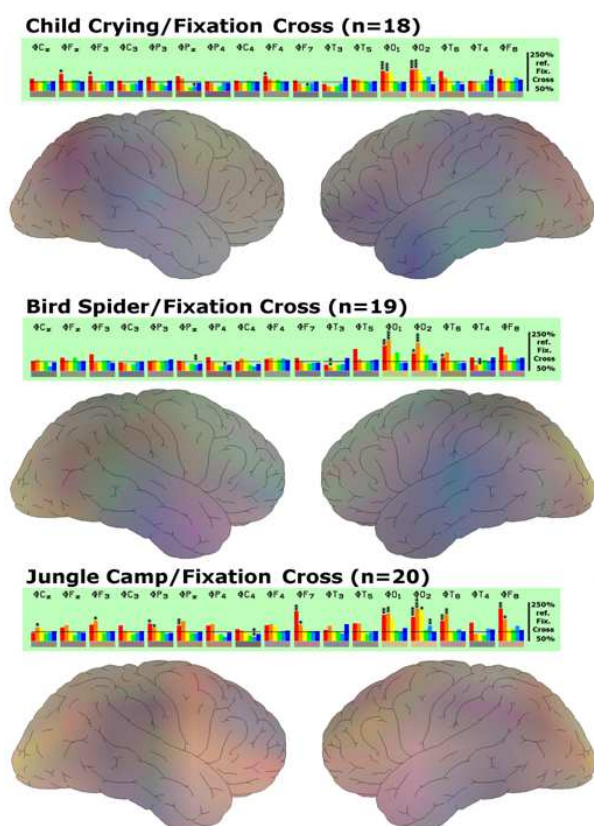 Child Crying/Fixation Cross (n=18)
ΦCz ΦFz ΦF3 ΦC3 ΦP3 ΦPz ΦP4 ΦC4 ΦF4 ΦF7 ΦT3 ΦT5 ΦO1 ΦO2 ΦT6 ΦT4 ΦF8
250%
ref.
Fix.
Cross
50%
Bird Spider/Fixation Cross (n=19)
ΦCz ΦFz ΦF3 ΦC3 ΦP3 ΦPz ΦP4 ΦC4 ΦF4 ΦF7 ΦT3 ΦT5 ΦO1 ΦO2 ΦT6 ΦT4 ΦF8
250%
ref.
Fix.
Cross
50%
Jungle Camp/Fixation Cross (n=20)
ΦCz ΦFz ΦF3 ΦC3 ΦP3 ΦPz ΦP4 ΦC4 ΦF4 ΦF7 ΦT3 ΦT5 ΦO1 ΦO2 ΦT6 ΦT4 ΦF8
250%
ref.
Fix.
Cross
50%